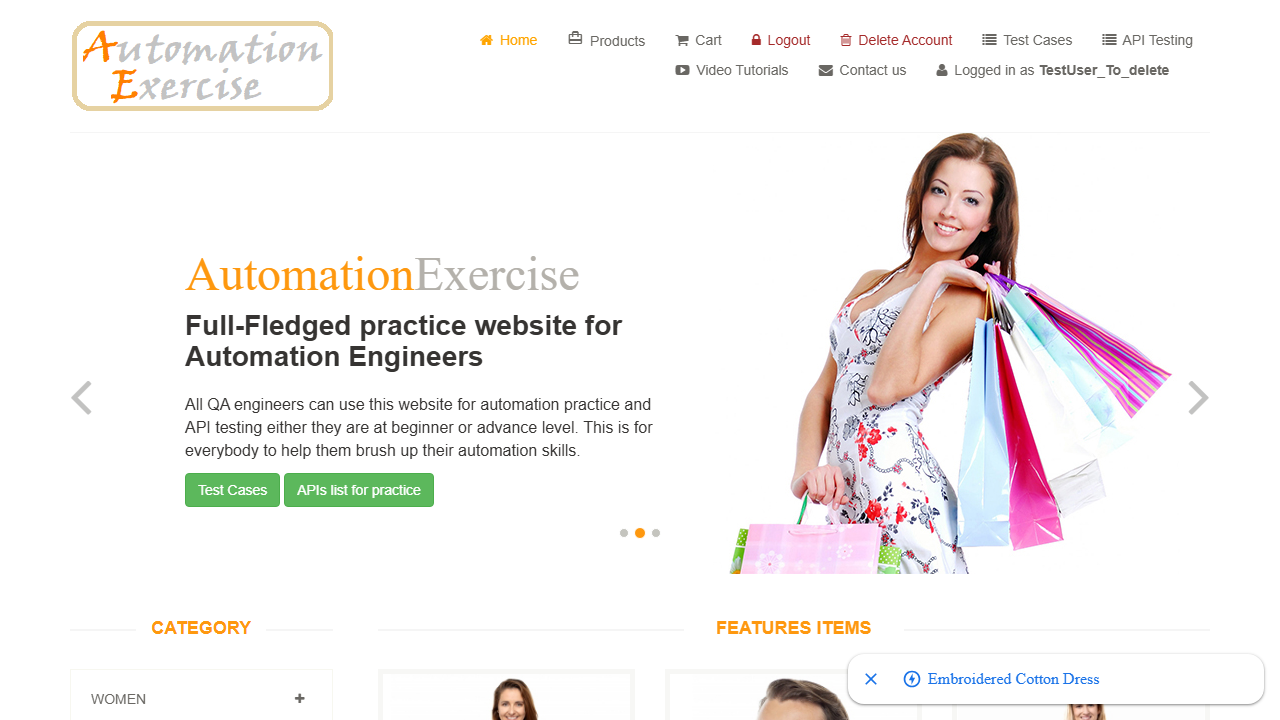 Automation
Exercise
Home
Products
Cart
Logout
Delete Account
Test Cases
API Testing
Video Tutorials
Contact us
Logged in as TestUser_To_delete
AutomationExercise
Full-Fledged practice website for
Automation Engineers
All QA engineers can use this website for automation practice and
API testing either they are at beginner or advance level. This is for
everybody to help them brush up their automation skills.
Test Cases
APIs list for practice
CATEGORY
FEATURES ITEMS
WOMEN
Embroidered Cotton Dress